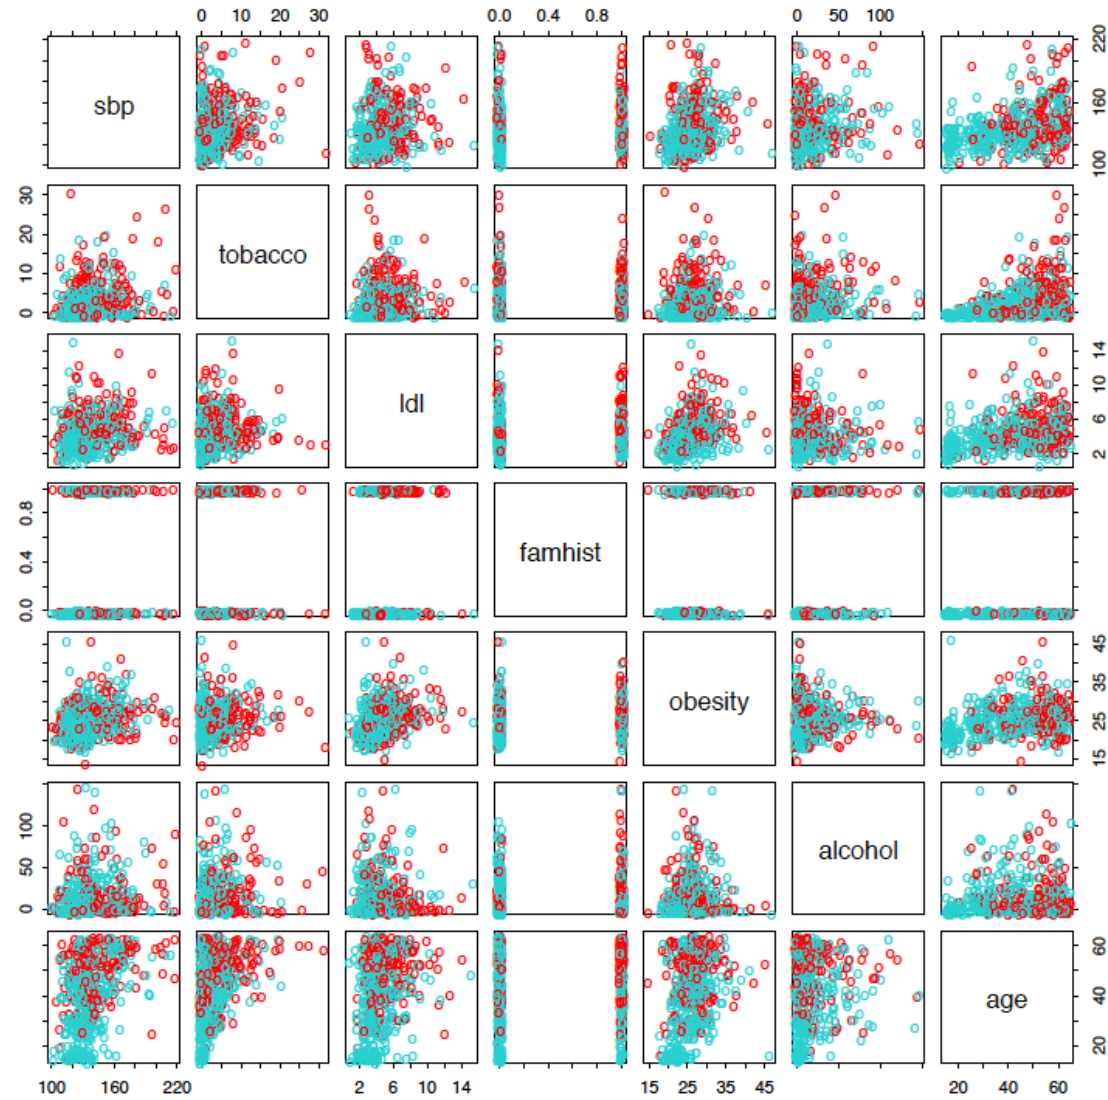 0 10 20 30 0.0 0.4 0.8 0 50 100
sbp 100 160 220
0 10 20 30 tobacco
ldl 2 6 10 14
0.0 0.4 0.8 famhist
obesity 15 25 35 45
0 50 100 alcohol
age 20 40 60
100 160 220 2 6 10 14 15 25 35 45 20 40 60